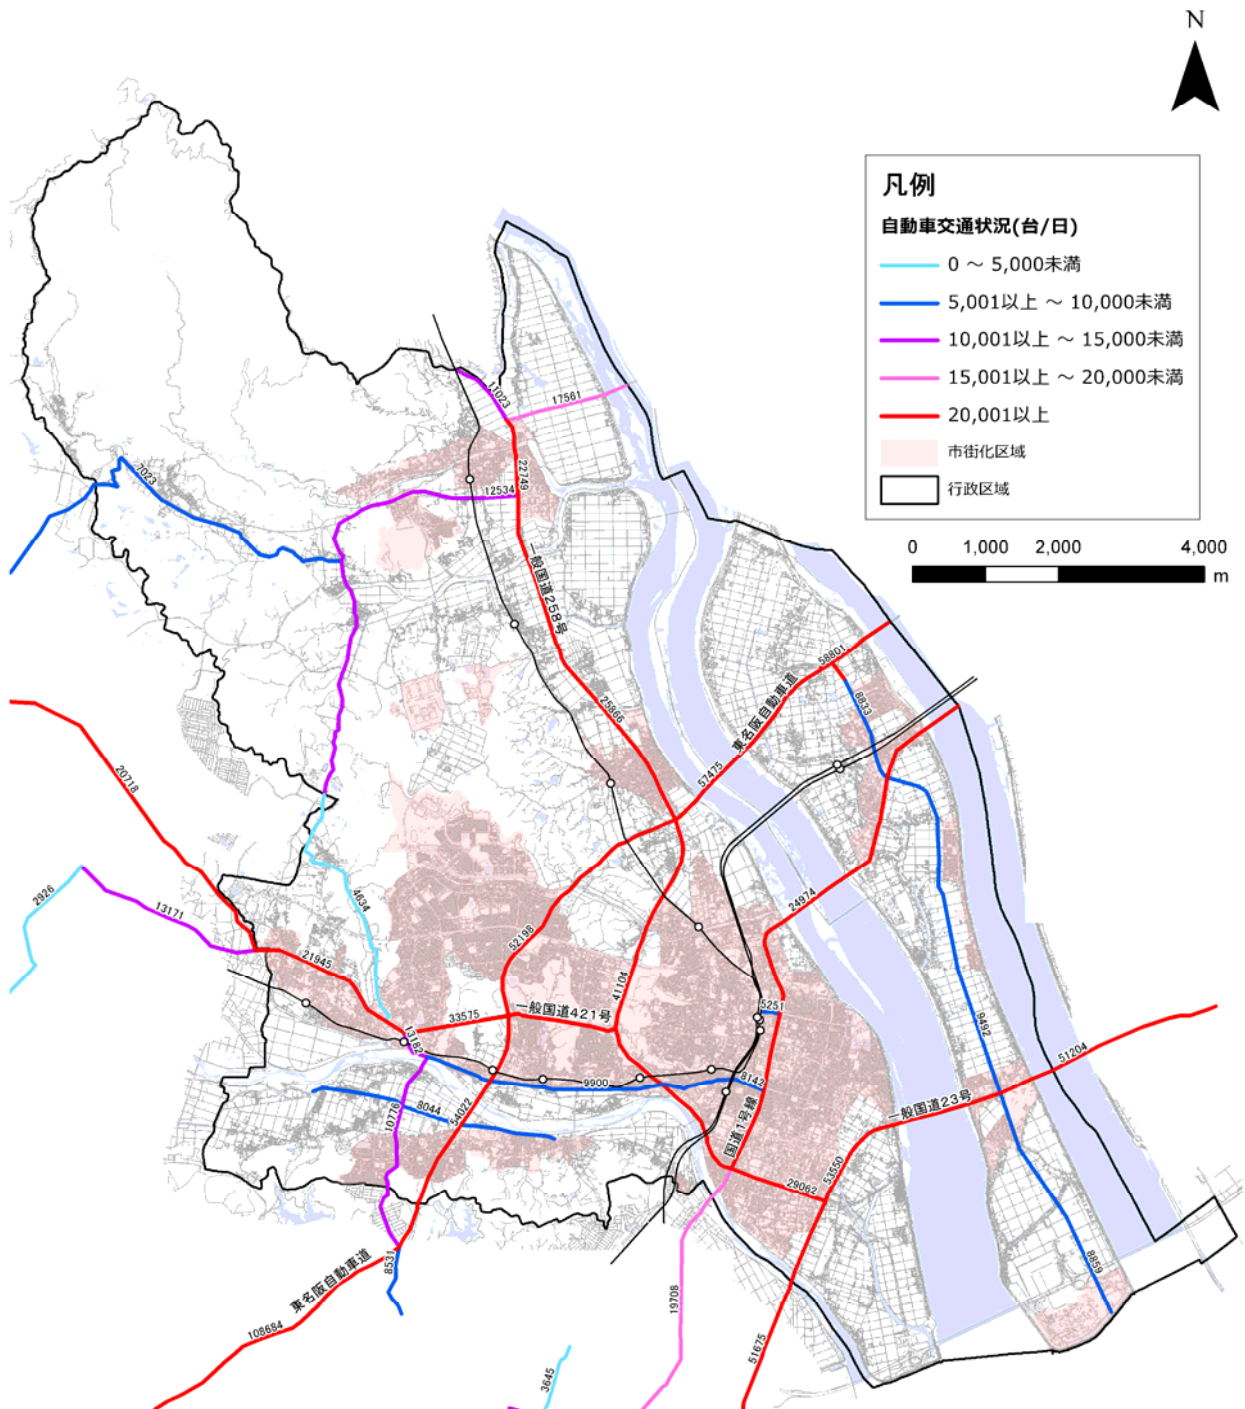 N
凡例
自動車交通状況(台/日)
0 ～ 5,000未満
5,001以上 ～ 10,000未満
10,001以上 ～ 15,000未満
15,001以上 ～ 20,000未満
20,001以上
市街化区域
行政区域
0 1,000 2,000 4,000 m
11023
17561
22749
12534
7023
一般国道258号
58801
8833
東名阪自動車道
25866
57475
20718
2926
13171
4634
24974
52198
21945
41104
5251
一般国道421号
33575
13182
9492
51204
9900
8142
8044
10776
54022
国道1号線
一般国道23号
53550
29062
8531
8859
東名阪自動車道
108684
19708
51675
3645